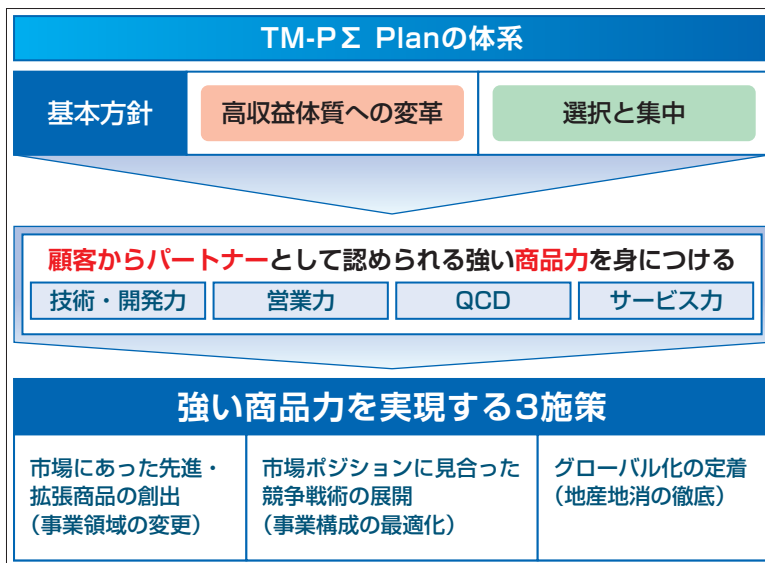 TM-PΣ Planの体系
基本方針
高収益体質への変革
選択と集中
顧客からパートナーとして認められる強い商品力を身につける
技術・開発力
営業力
QCD
サービス力
強い商品力を実現する3施策
市場にあった先進・
拡張商品の創出
（事業領域の変更）
市場ポジションに見合った
競争戦術の展開
（事業構成の最適化）
グローバル化の定着
（地産地消の徹底）